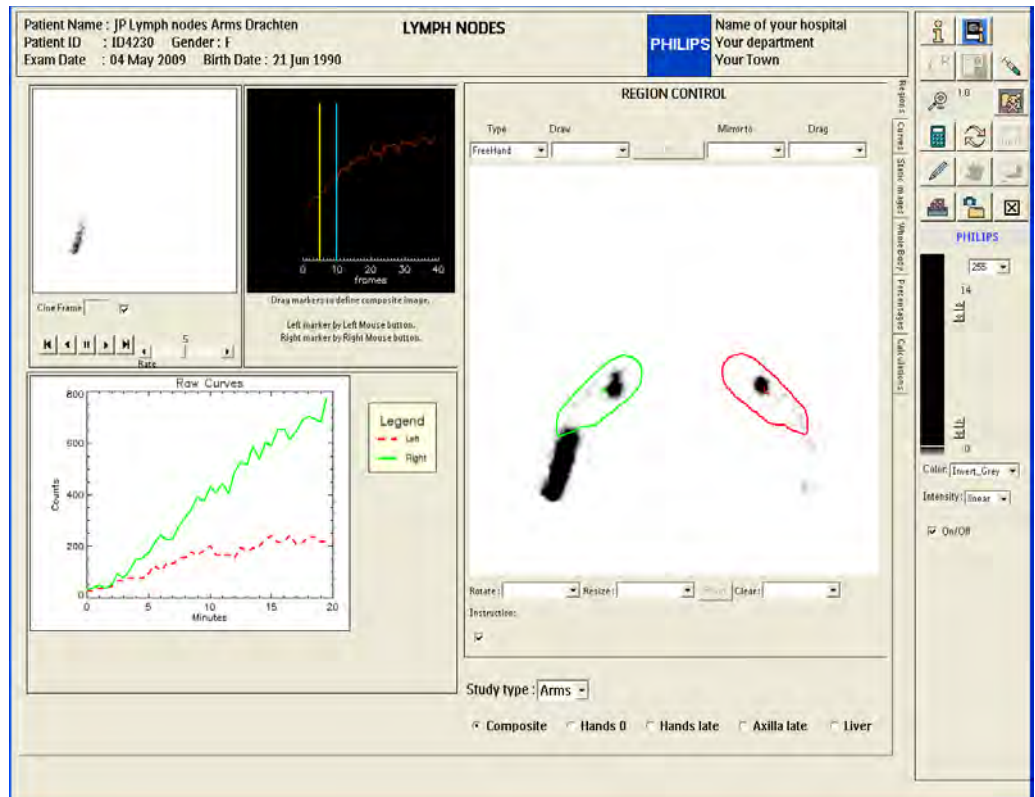 Patient Name : JP Lymph nodes Arms Drachten
Patient ID : ID4230 Gender : F
Exam Date : 04 May 2009 Birth Date : 21 Jun 1990
LYMPH NODES
PHILIPS
Name of your hospital
Your department
Your Town
0 10 20 30 40
frames
Drag markers to define composite image.
Left marker by Left Mouse button.
Right marker by Right Mouse button.
Cine Frame
5
Rate
Raw Curves
Counts
800
600
400
200
0
0 5 10 15 20
Minutes
Legend
Left
Right
REGION CONTROL
Type Draw Mirror to Drag
FreeHand
Rotate : Resize : Clear :
Instruction:
Study type : Arms
Composite Hands 0 Hands late Axilla late Liver
Regions
Curves
Static Images
Whole Body
Percentages
Calculations
1.0
PHILIPS
255
14
0
Color: Invert_Grey
Intensity: linear
On/Off